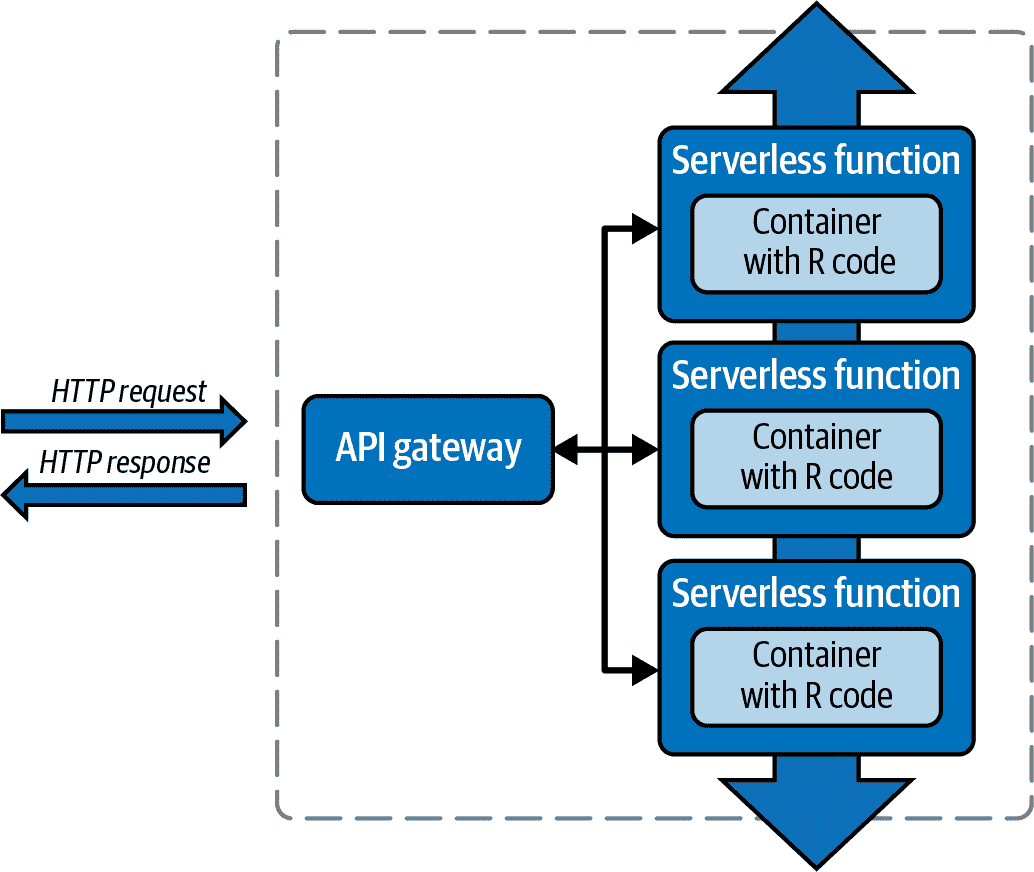 HTTP request
HTTP response
API gateway
Serverless function
Container
with R code
Serverless function
Container
with R code
Serverless function
Container
with R code